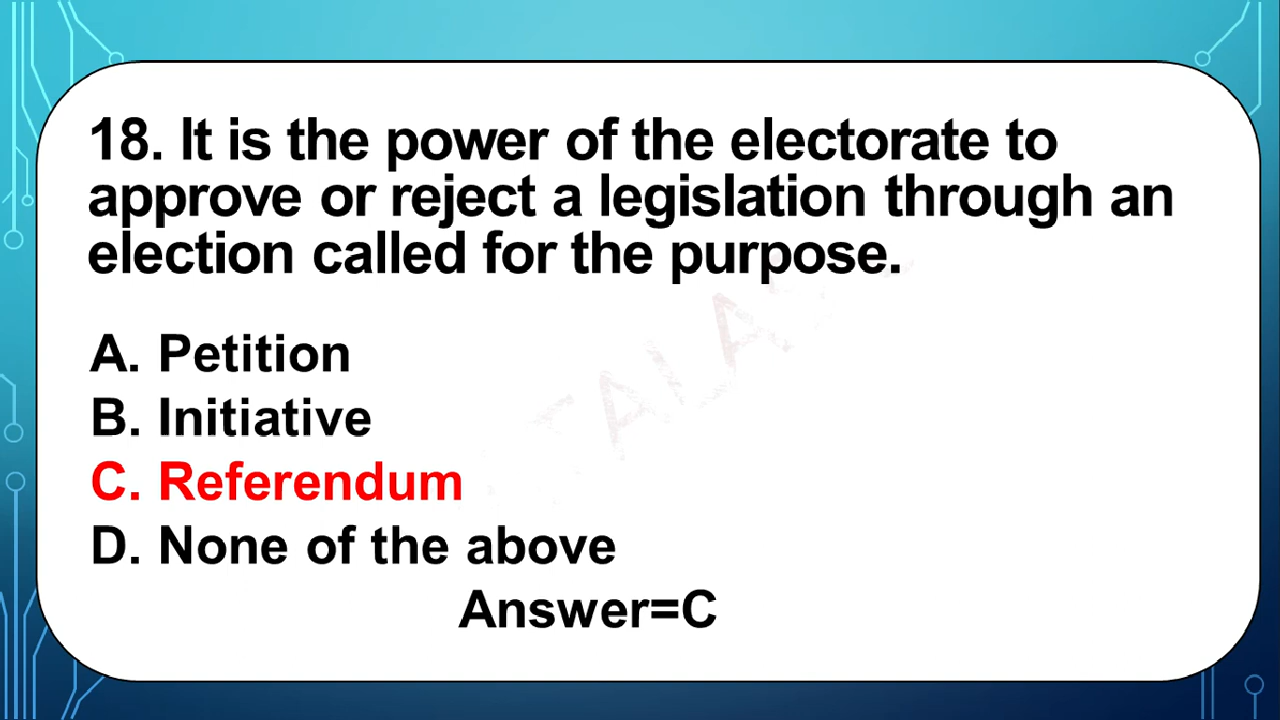 18. It is the power of the electorate to
approve or reject a legislation through an
election called for the purpose.
A. Petition
B. Initiative
C. Referendum
D. None of the above
Answer=C